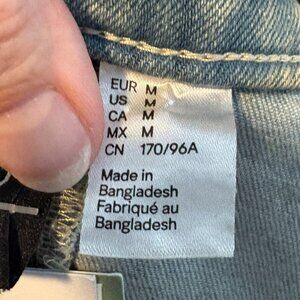 EUR M
US M
CA M
MX M
CN 170/96A
Made in
Bangladesh
Fabriqué au
Bangladesh